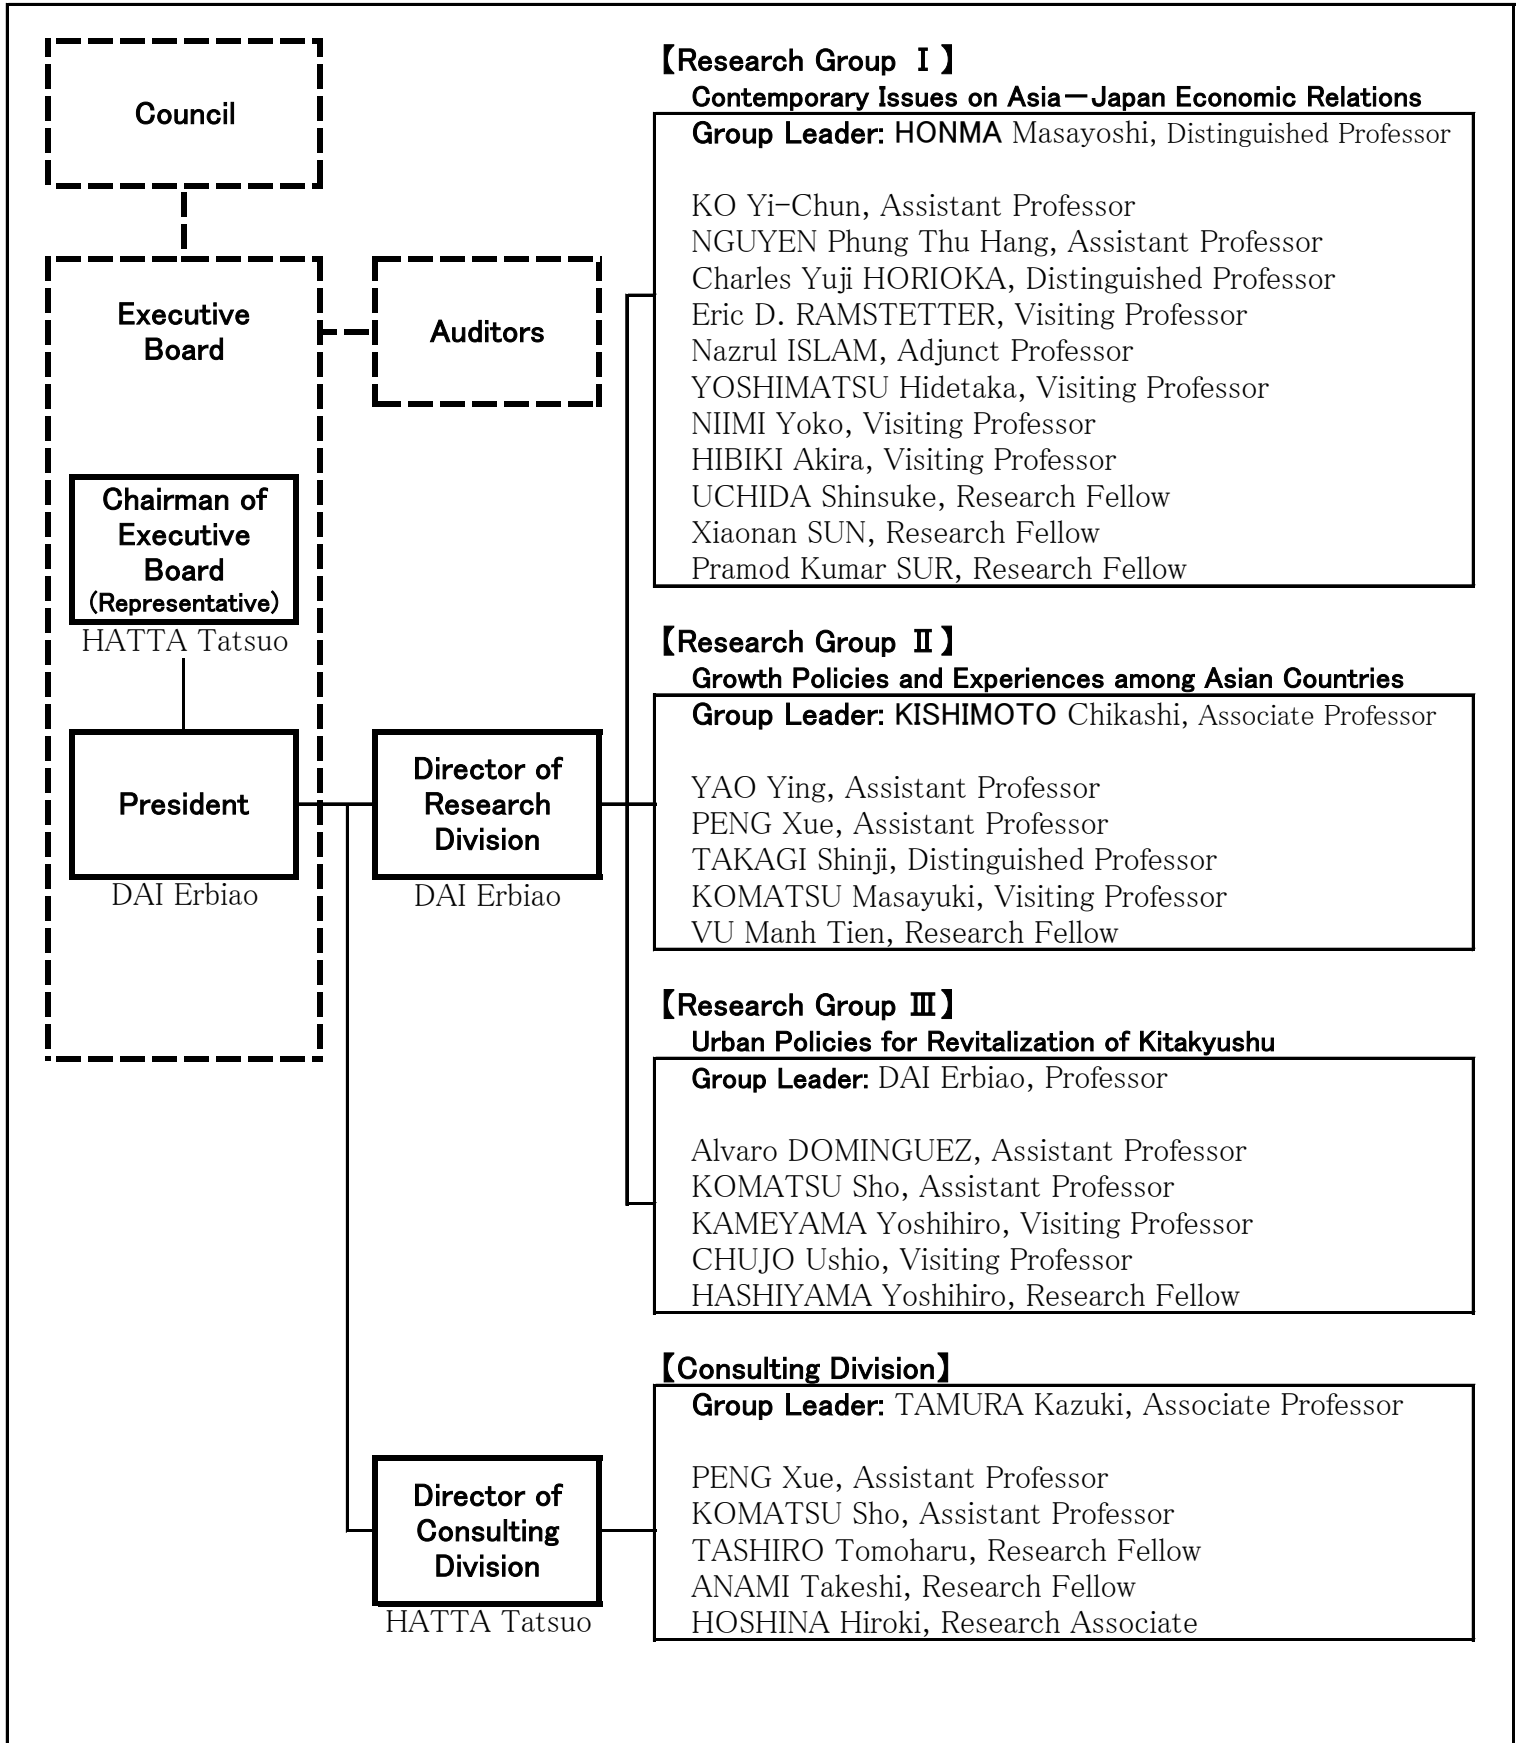 Council
Executive
Board
Auditors
Chairman of
Executive
Board
(Representative)
HATTA Tatsuo
President
DAI Erbiao
Director of
Research
Division
DAI Erbiao
Director of
Consulting
Division
HATTA Tatsuo
【Research Group Ⅰ】
Contemporary Issues on Asia－Japan Economic Relations
Group Leader: HONMA Masayoshi, Distinguished Professor
KO Yi-Chun, Assistant Professor
NGUYEN Phung Thu Hang, Assistant Professor
Charles Yuji HORIOKA, Distinguished Professor
Eric D. RAMSTETTER, Visiting Professor
Nazrul ISLAM, Adjunct Professor
YOSHIMATSU Hidetaka, Visiting Professor
NIIMI Yoko, Visiting Professor
HIBIKI Akira, Visiting Professor
UCHIDA Shinsuke, Research Fellow
Xiaonan SUN, Research Fellow
Pramod Kumar SUR, Research Fellow
【Research Group Ⅱ】
Growth Policies and Experiences among Asian Countries
Group Leader: KISHIMOTO Chikashi, Associate Professor
YAO Ying, Assistant Professor
PENG Xue, Assistant Professor
TAKAGI Shinji, Distinguished Professor
KOMATSU Masayuki, Visiting Professor
VU Manh Tien, Research Fellow
【Research Group Ⅲ】
Urban Policies for Revitalization of Kitakyushu
Group Leader: DAI Erbiao, Professor
Alvaro DOMINGUEZ, Assistant Professor
KOMATSU Sho, Assistant Professor
KAMEYAMA Yoshihiro, Visiting Professor
CHUJO Ushio, Visiting Professor
HASHIYAMA Yoshihiro, Research Fellow
【Consulting Division】
Group Leader: TAMURA Kazuki, Associate Professor
PENG Xue, Assistant Professor
KOMATSU Sho, Assistant Professor
TASHIRO Tomoharu, Research Fellow
ANAMI Takeshi, Research Fellow
HOSHINA Hiroki, Research Associate